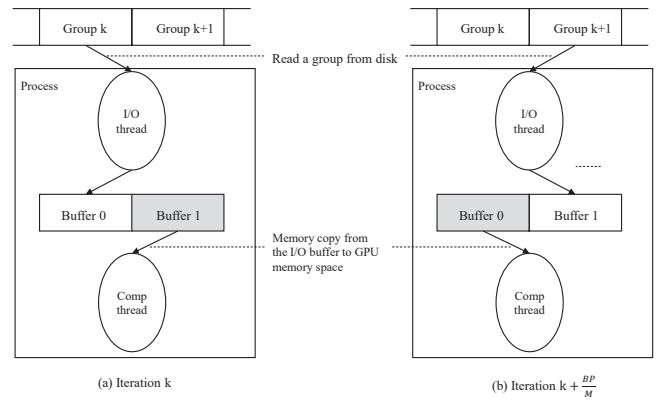 Group k
Group k+1
Group k
Group k+1
Read a group from disk
Process
Process
I/O
thread
I/O
thread
Buffer 0
Buffer 1
Buffer 0
Buffer 1
Memory copy from
the I/O buffer to GPU
memory space
Comp
thread
Comp
thread
(a) Iteration k
(b) Iteration k + BP/M